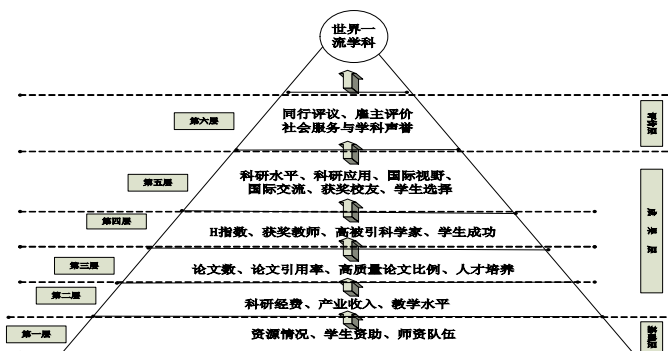 世界一
流学科
第六层
同行评议、雇主评价
社会服务与学科声誉
第五层
科研水平、科研应用、国际视野、
国际交流、获奖校友、学生选择
成果层
第四层
H指数、获奖教师、高被引科学家、学生成功
第三层
论文数、论文引用率、高质量论文比例、人才培养
第二层
科研经费、产业收入、教学水平
第一层
资源情况、学生资助、师资队伍